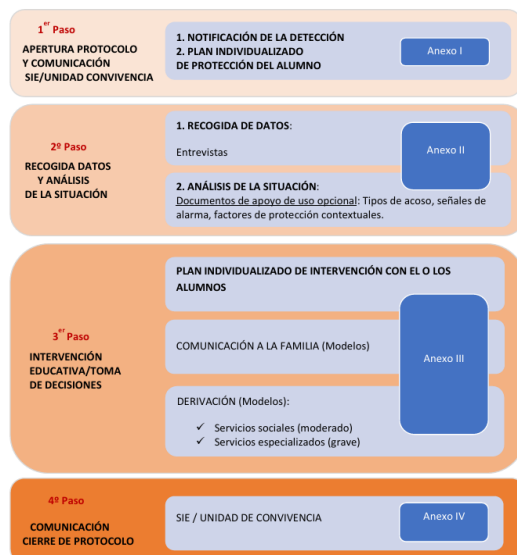 1er Paso
APERTURA PROTOCOLO
Y COMUNICACIÓN
SIE/UNIDAD CONVIVENCIA
1. NOTIFICACIÓN DE LA DETECCIÓN
2. PLAN INDIVIDUALIZADO
DE PROTECCIÓN DEL ALUMNO
Anexo I
2º Paso
RECOGIDA DATOS
Y ANÁLISIS
DE LA SITUACIÓN
1. RECOGIDA DE DATOS:
Entrevistas
Anexo II
2. ANÁLISIS DE LA SITUACIÓN:
Documentos de apoyo de uso opcional: Tipos de acoso, señales de
alarma, factores de protección contextuales.
3er Paso
INTERVENCIÓN
EDUCATIVA/TOMA
DE DECISIONES
PLAN INDIVIDUALIZADO DE INTERVENCIÓN CON EL O LOS
ALUMNOS
COMUNICACIÓN A LA FAMILIA (Modelos)
Anexo III
DERIVACIÓN (Modelos):
✓ Servicios sociales (moderado)
✓ Servicios especializados (grave)
4º Paso
COMUNICACIÓN
CIERRE DE PROTOCOLO
SIE / UNIDAD DE CONVIVENCIA
Anexo IV